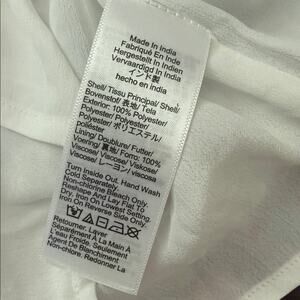 Made In India
Fabriqué En Inde
Hergestellt In Indien
Vervaardigd In India
インド製
hecho en India
Shell/ Tissu Principal/ Shell/
Bovenstof/ 表地/ Tela
Exterior: 100% Polyester/
Polyester/ Polyester/
Polyester/ ポリエステル/
Poliéster
Lining/ Doublure/ Futter/
Voering/ 裏地/ Forro: 100%
Viscose/ Viscose/ Viskose/
Viscose/ レーヨン/ viscosa
Turn Inside Out. Hand Wash
Cold Separately.
Non-chlorine Bleach Only
Reshape And Lay Flat To
Dry. Iron On Lowest Setting.
Iron On Reverse Side Only.
Retourner. Laver
Séparément À La Main À
L'eau Froide. Seulement
Agent De Blanchiment
Non-chlore. Redonner La